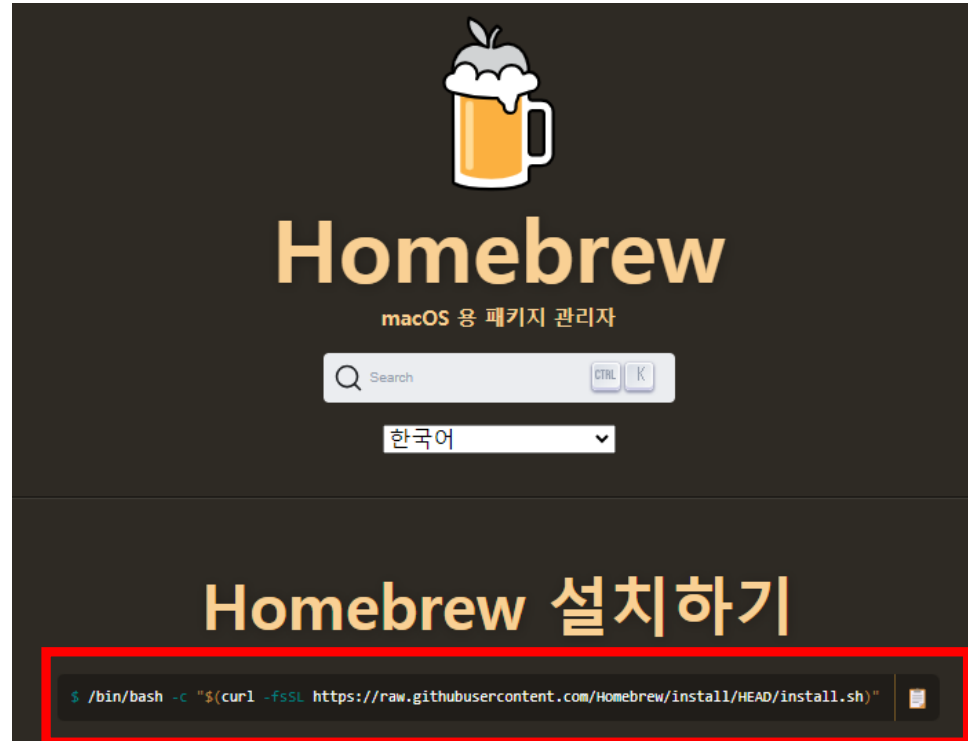 Homebrew
macOS 용 패키지 관리자
Search
CTRL K
한국어
Homebrew 설치하기
$ /bin/bash -c "$(curl -fsSL https://raw.githubusercontent.com/Homebrew/install/HEAD/install.sh)"